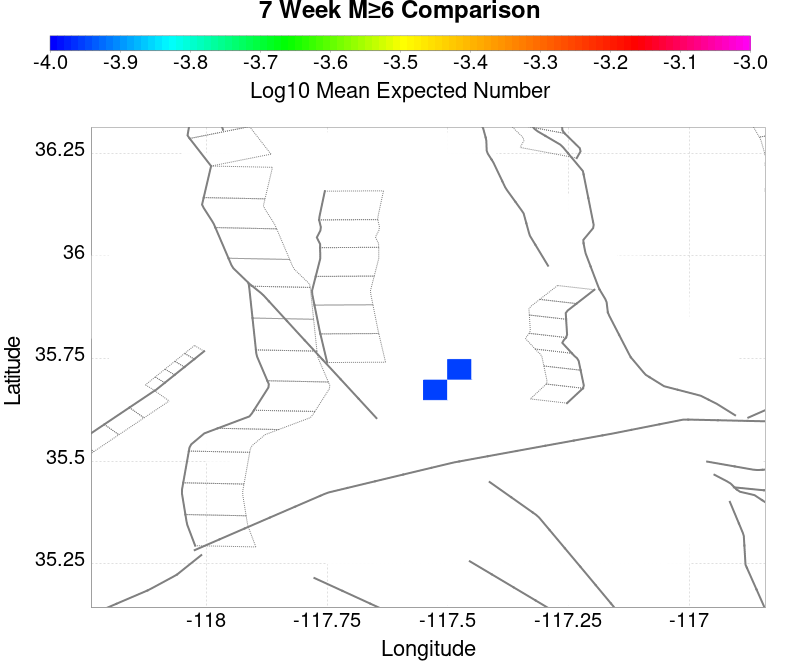 7 Week M≥6 Comparison
-4.0 -3.9 -3.8 -3.7 -3.6 -3.5 -3.4 -3.3 -3.2 -3.1 -3.0
Log10 Mean Expected Number
36.25
36
35.75
35.5
35.25
Latitude
-118 -117.75 -117.5 -117.25 -117
Longitude